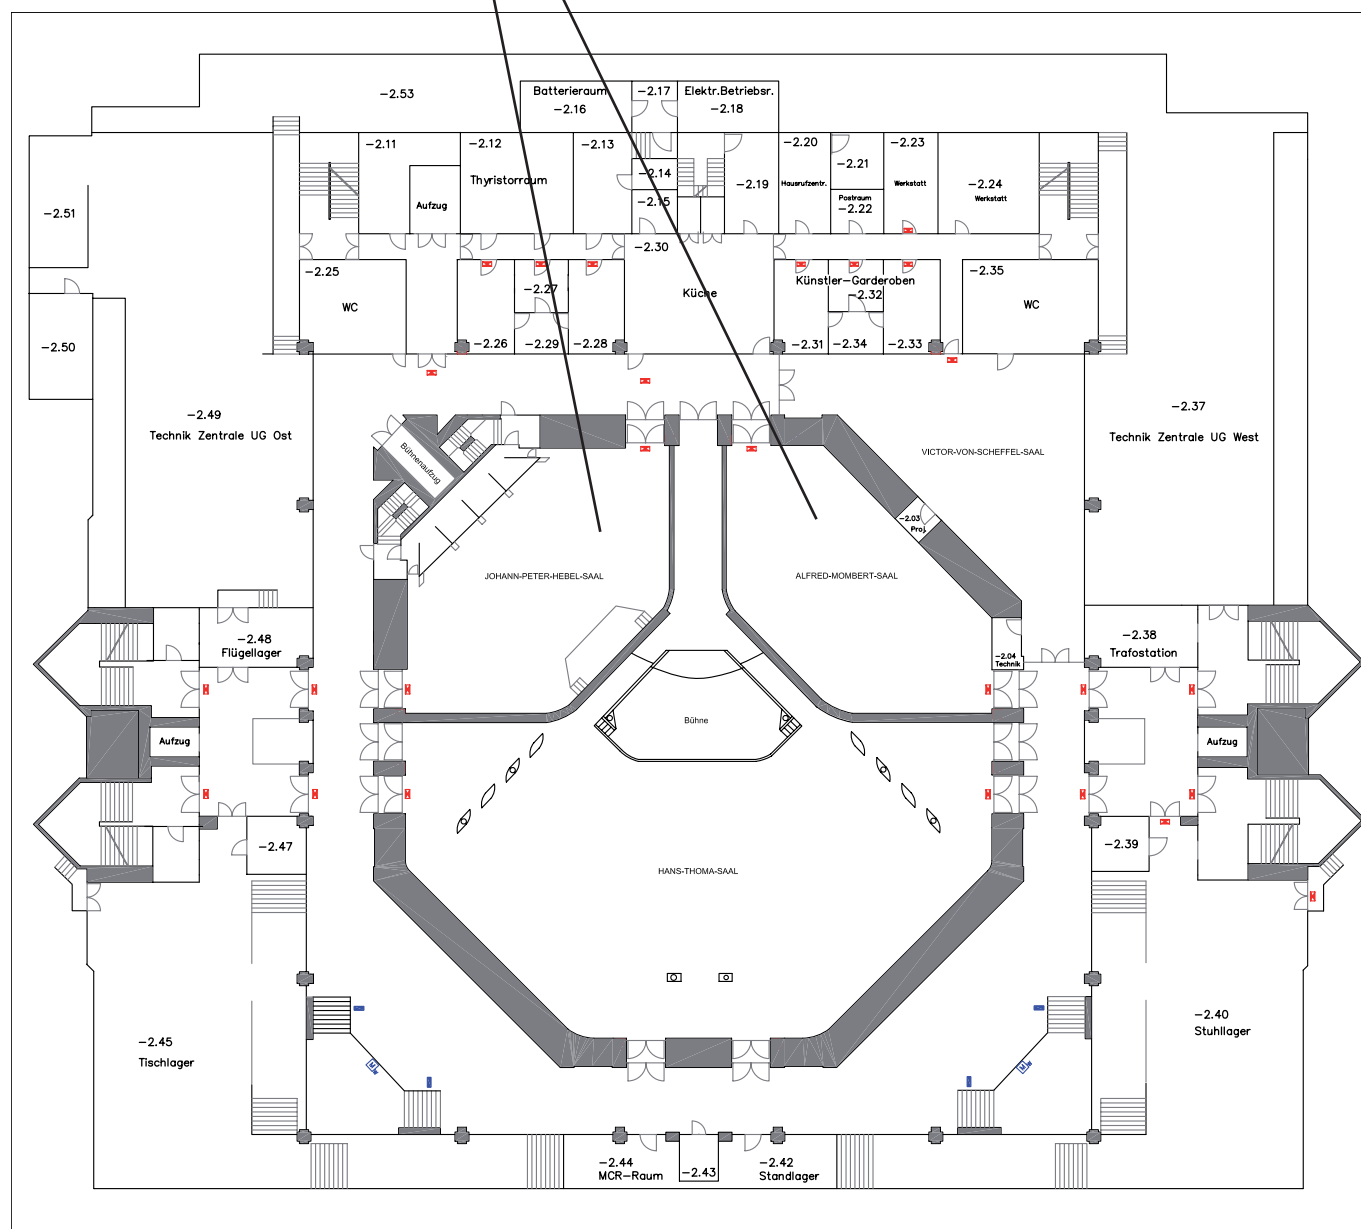 Batterieraum
-2.16
-2.17
Elektr.Betriebsr.
-2.18
-2.53
-2.11
-2.12
Thyristorraum
-2.13
-2.14
-2.15
-2.19
-2.20
Hausrufzentr.
-2.21
Postraum
-2.22
-2.23
Werkstatt
-2.24
Werkstatt
Aufzug
-2.51
-2.50
-2.25
WC
-2.26
-2.27
-2.29
-2.28
-2.30
Küche
Künstler-Garderoben
-2.32
-2.31
-2.34
-2.33
-2.35
WC
-2.49
Technik Zentrale UG Ost
-2.37
Technik Zentrale UG West
Bühnenaufzug
VICTOR-VON-SCHEFFEL-SAAL
-2.03
Proj.
JOHANN-PETER-HEBEL-SAAL
ALFRED-MOMBERT-SAAL
-2.48
Flügellager
-2.04
Technik
-2.38
Trafostation
Bühne
Aufzug
Aufzug
-2.47
-2.39
HANS-THOMA-SAAL
-2.45
Tischlager
-2.40
Stuhllager
M
M
-2.44
MCR-Raum
-2.43
-2.42
Standlager